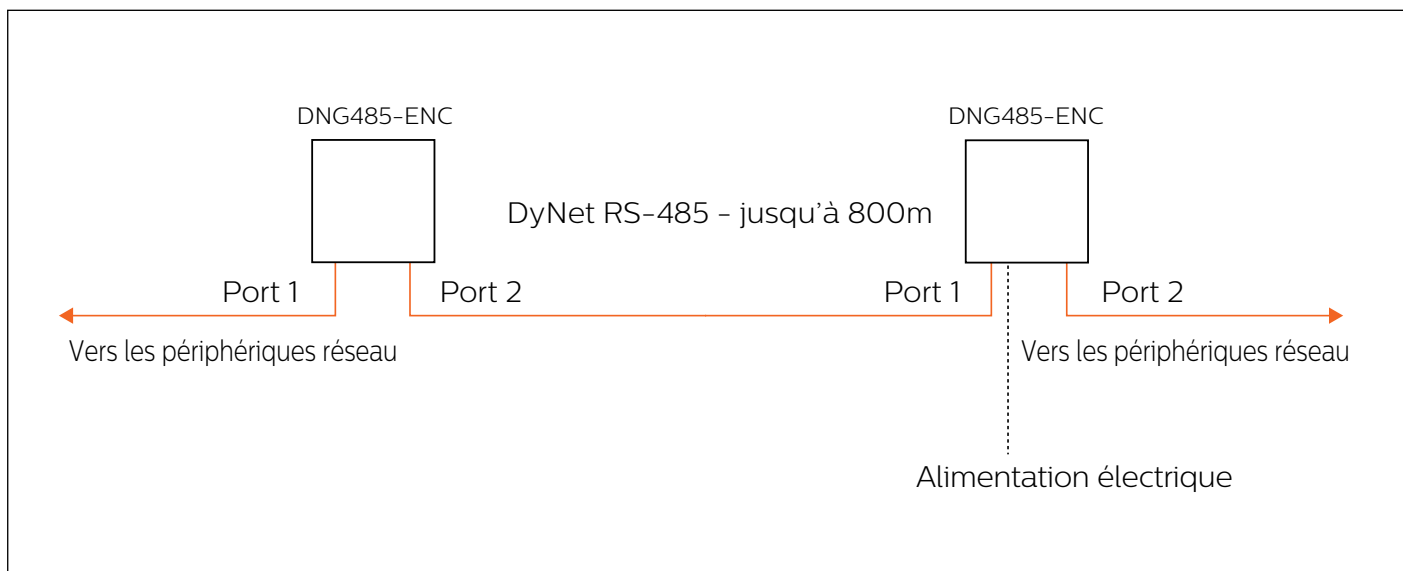 DNG485-ENC
DNG485-ENC
DyNet RS-485 - jusqu'à 800m
Port 1
Port 2
Port 1
Port 2
Vers les périphériques réseau
Vers les périphériques réseau
Alimentation électrique